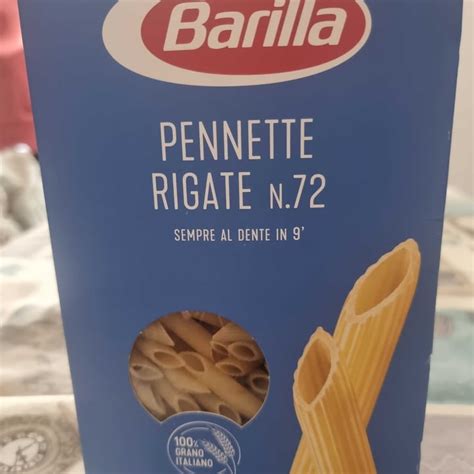 Barilla
PENNETTE
RIGATE N.72
SEMPRE AL DENTE IN 9'
100%
GRANO
ITALIANO